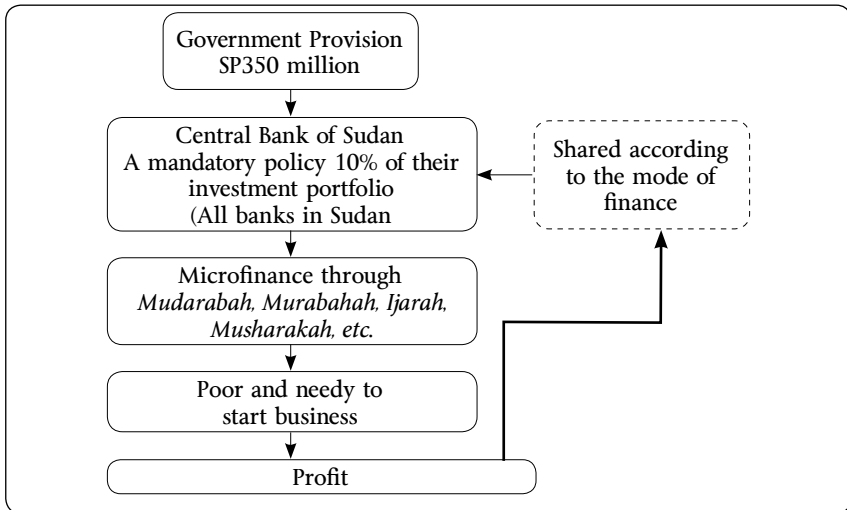 Government Provision
SP350 million
Central Bank of Sudan
A mandatory policy 10% of their
investment portfolio
(All banks in Sudan
Shared according
to the mode of
finance
Microfinance through
Mudarabah, Murabahah, Ijarah,
Musharakah, etc.
Poor and needy to
start business
Profit